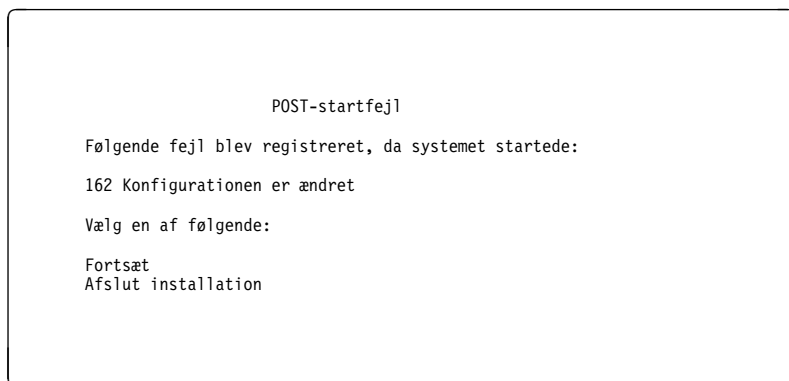 POST-startfejl
Følgende fejl blev registreret, da systemet startede:
162 Konfigurationen er ændret
Vælg en af følgende:
Fortsæt
Afslut installation